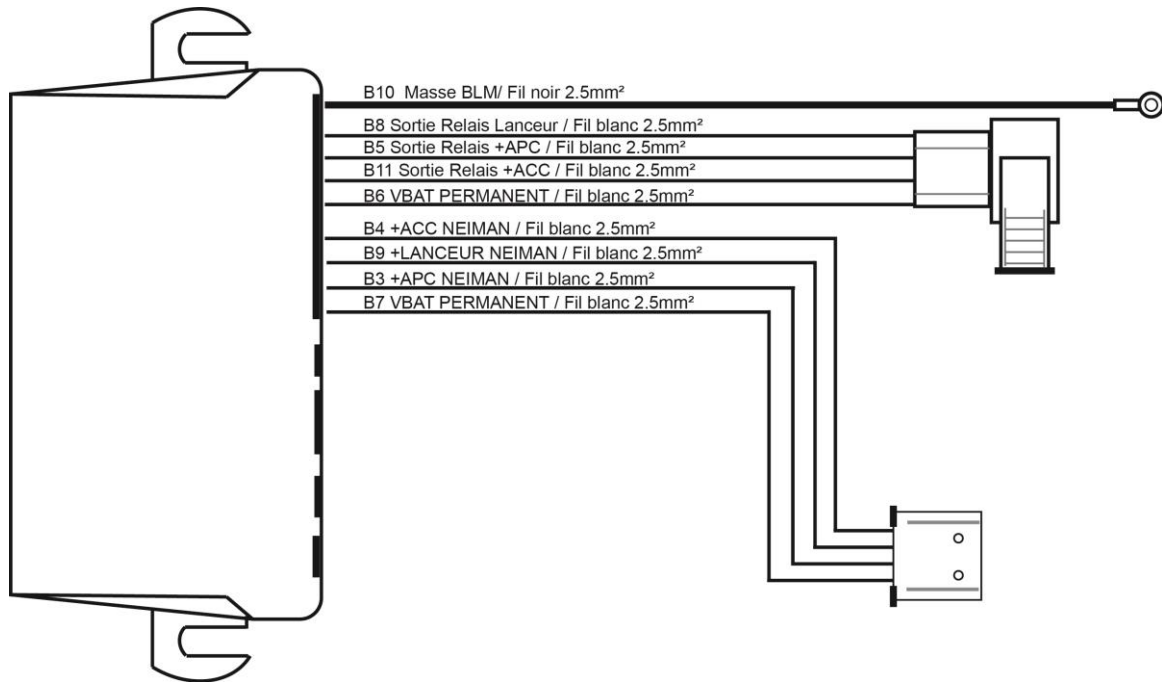 B10 Masse BLM/ Fil noir 2.5mm²
B8 Sortie Relais Lanceur / Fil blanc 2.5mm²
B5 Sortie Relais +APC / Fil blanc 2.5mm²
B11 Sortie Relais +ACC / Fil blanc 2.5mm²
B6 VBAT PERMANENT / Fil blanc 2.5mm²
B4 +ACC NEIMAN / Fil blanc 2.5mm²
B9 +LANCEUR NEIMAN / Fil blanc 2.5mm²
B3 +APC NEIMAN / Fil blanc 2.5mm²
B7 VBAT PERMANENT / Fil blanc 2.5mm²